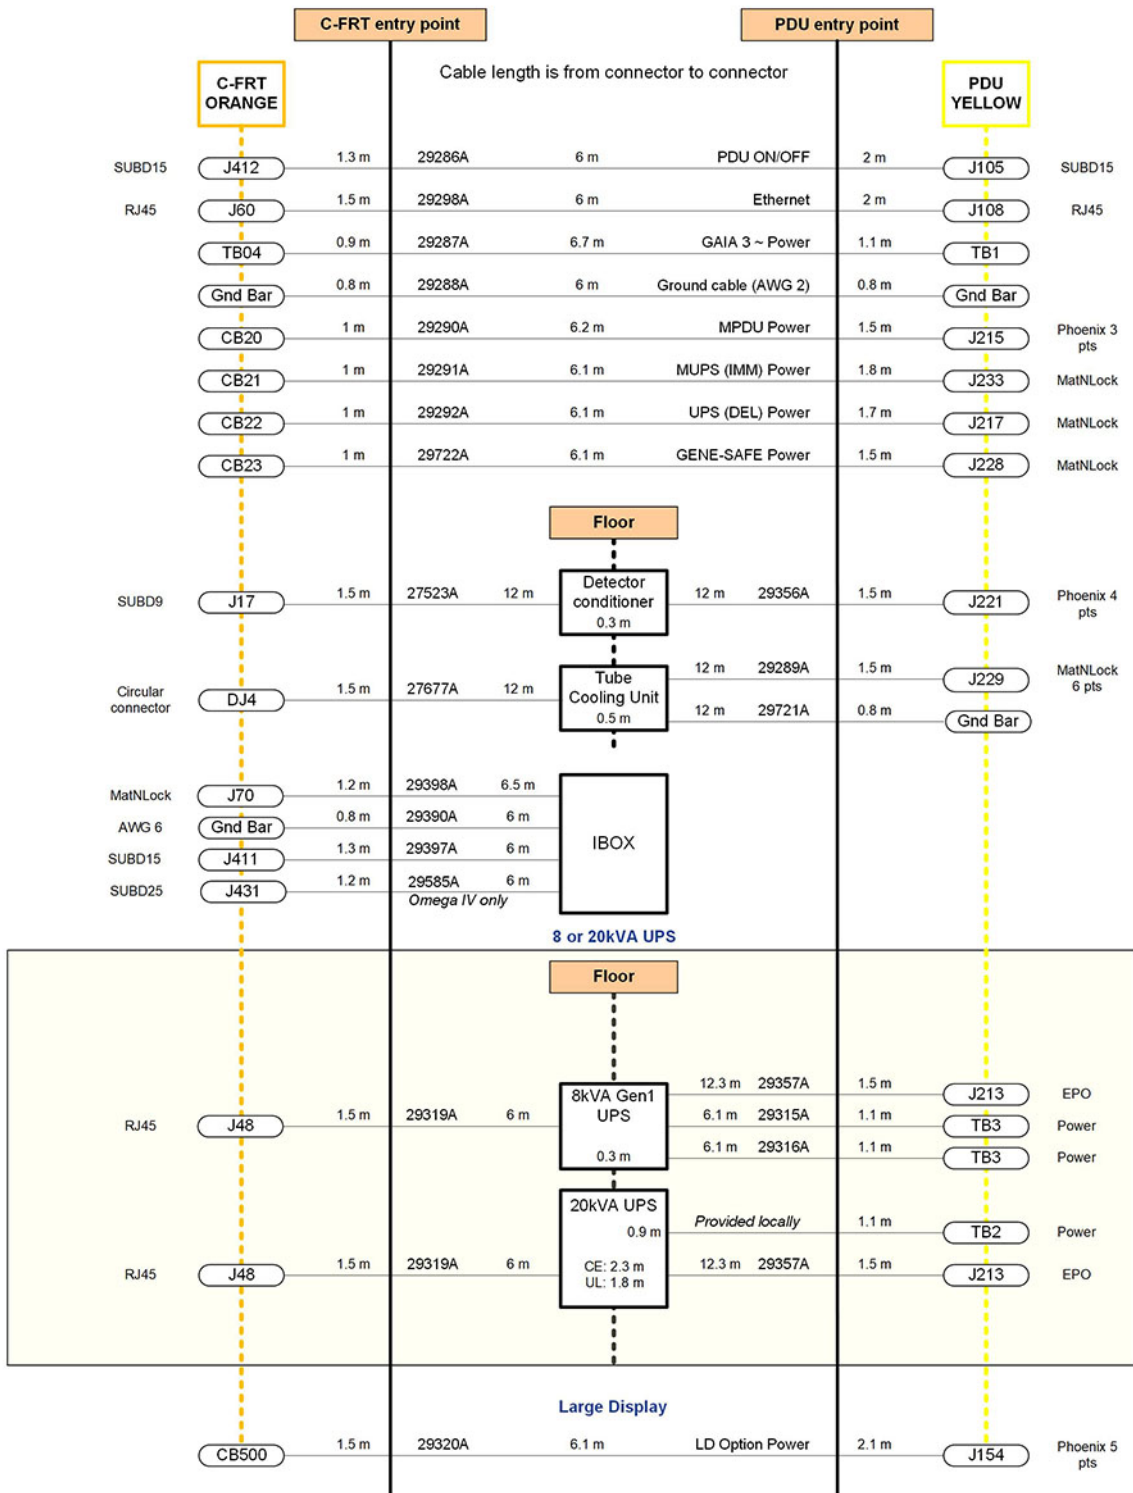 C-FRT entry point
PDU entry point
Cable length is from connector to connector
C-FRT
ORANGE
PDU
YELLOW
SUBD15 J412 1.3 m 29286A 6 m PDU ON/OFF 2 m J105 SUBD15
RJ45 J60 1.5 m 29298A 6 m Ethernet 2 m J108 RJ45
TB04 0.9 m 29287A 6.7 m GAIA 3 ~ Power 1.1 m TB1
Gnd Bar 0.8 m 29288A 6 m Ground cable (AWG 2) 0.8 m Gnd Bar
CB20 1 m 29290A 6.2 m MPDU Power 1.5 m J215 Phoenix 3
pts
CB21 1 m 29291A 6.1 m MUPS (IMM) Power 1.8 m J233 MatNLock
CB22 1 m 29292A 6.1 m UPS (DEL) Power 1.7 m J217 MatNLock
CB23 1 m 29722A 6.1 m GENE-SAFE Power 1.5 m J228 MatNLock
Floor
SUBD9 J17 1.5 m 27523A 12 m
Detector
conditioner
0.3 m
12 m 29356A 1.5 m J221 Phoenix 4
pts
Circular
connector
DJ4 1.5 m 27677A 12 m
Tube
Cooling Unit
0.5 m
12 m 29289A 1.5 m J229 MatNLock
6 pts
12 m 29721A 0.8 m Gnd Bar
MatNLock J70 1.2 m 29398A 6.5 m
AWG 6 Gnd Bar 0.8 m 29390A 6 m
IBOX
SUBD15 J411 1.3 m 29397A 6 m
SUBD25 J431 1.2 m 29585A 6 m
Omega IV only
8 or 20kVA UPS
Floor
RJ45 J48 1.5 m 29319A 6 m
8kVA Gen1
UPS
0.3 m
12.3 m 29357A 1.5 m J213 EPO
6.1 m 29315A 1.1 m TB3 Power
6.1 m 29316A 1.1 m TB3 Power
20kVA UPS
0.9 m
Provided locally 1.1 m TB2 Power
RJ45 J48 1.5 m 29319A 6 m
CE: 2.3 m
UL: 1.8 m
12.3 m 29357A 1.5 m J213 EPO
Large Display
CB500 1.5 m 29320A 6.1 m LD Option Power 2.1 m J154 Phoenix 5
pts